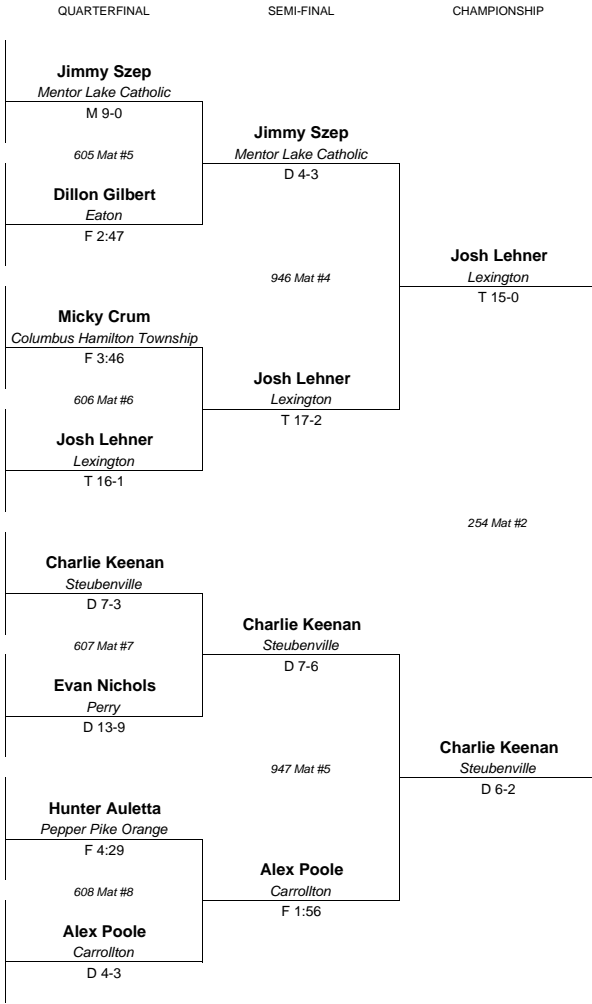 QUARTERFINAL SEMI-FINAL CHAMPIONSHIP
Jimmy Szep
Mentor Lake Catholic
M 9-0
605 Mat #5
Dillon Gilbert
Eaton
F 2:47
Micky Crum
Columbus Hamilton Township
F 3:46
606 Mat #6
Josh Lehner
Lexington
T 16-1
Charlie Keenan
Steubenville
D 7-3
607 Mat #7
Evan Nichols
Perry
D 13-9
Hunter Auletta
Pepper Pike Orange
F 4:29
608 Mat #8
Alex Poole
Carrollton
D 4-3
Jimmy Szep
Mentor Lake Catholic
D 4-3
946 Mat #4
Josh Lehner
Lexington
T 17-2
Charlie Keenan
Steubenville
D 7-6
947 Mat #5
Alex Poole
Carrollton
F 1:56
Josh Lehner
Lexington
T 15-0
254 Mat #2
Charlie Keenan
Steubenville
D 6-2